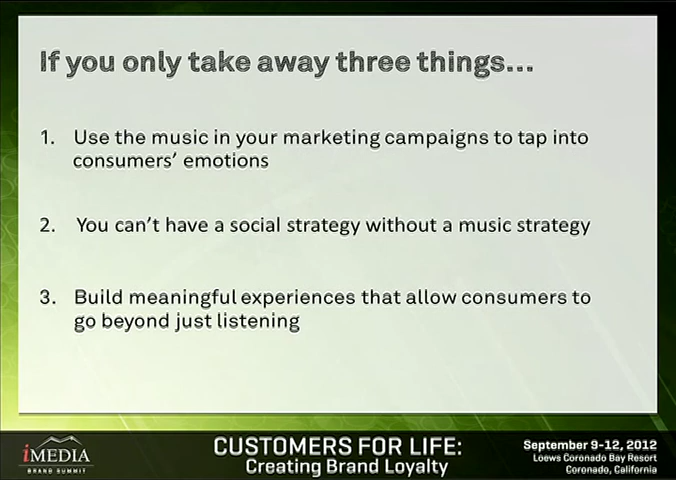 If you only take away three things...
1. Use the music in your marketing campaigns to tap into
consumers' emotions
2. You can't have a social strategy without a music strategy
3. Build meaningful experiences that allow consumers to
go beyond just listening
iMEDIA
BRAND SUMMIT
CUSTOMERS FOR LIFE:
Creating Brand Loyalty
September 9-12, 2012
Loews Coronado Bay Resort
Coronado, California